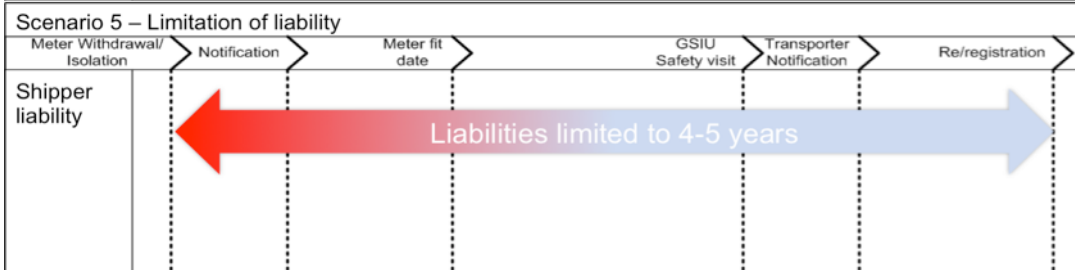 Scenario 5 – Limitation of liability
Meter Withdrawal/
Isolation
Notification
Meter fit
date
GSIU
Safety visit
Transporter
Notification
Re/registration
Shipper
liability
Liabilities limited to 4-5 years